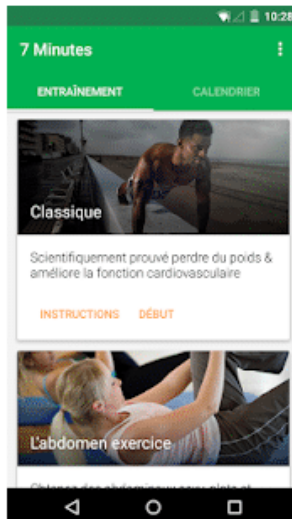 10:28
7 Minutes
ENTRAÎNEMENT CALENDRIER
Classique
Scientifiquement prouvé perdre du poids &
améliore la fonction cardiovasculaire
INSTRUCTIONS DÉBUT
L'abdomen exercice